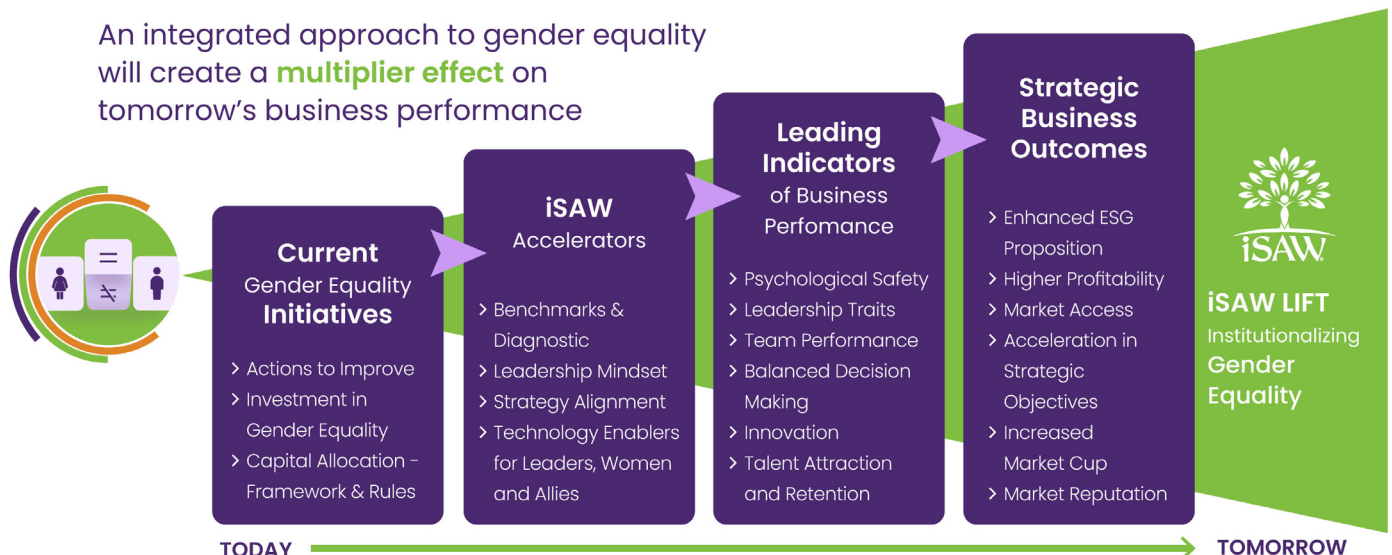 An integrated approach to gender equality
will create a multiplier effect on
tomorrow's business performance
=
≠
Current
Gender Equality
Initiatives
> Actions to Improve
> Investment in
Gender Equality
> Capital Allocation -
Framework & Rules
iSAW
Accelerators
> Benchmarks &
Diagnostic
> Leadership Mindset
> Strategy Alignment
> Technology Enablers
for Leaders, Women
and Allies
Leading
Indicators
of Business
Perfomance
> Psychological Safety
> Leadership Traits
> Team Performance
> Balanced Decision
Making
> Innovation
> Talent Attraction
and Retention
Strategic
Business
Outcomes
> Enhanced ESG
Proposition
> Higher Profitability
> Market Access
> Acceleration in
Strategic
Objectives
> Increased
Market Cup
> Market Reputation
iSAW
iSAW LIFT
Institutionalizing
Gender
Equality
TODAY
TOMORROW